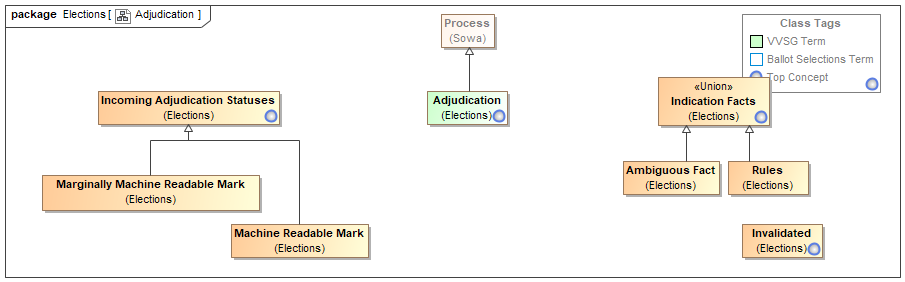 package Elections [ Adjudication ]
Process
(Sowa)
Class Tags
VVSG Term
Ballot Selections Term
Top Concept
Incoming Adjudication Statuses
(Elections)
Adjudication
(Elections)
«Union»
Indication Facts
(Elections)
Marginally Machine Readable Mark
(Elections)
Ambiguous Fact
(Elections)
Rules
(Elections)
Machine Readable Mark
(Elections)
Invalidated
(Elections)